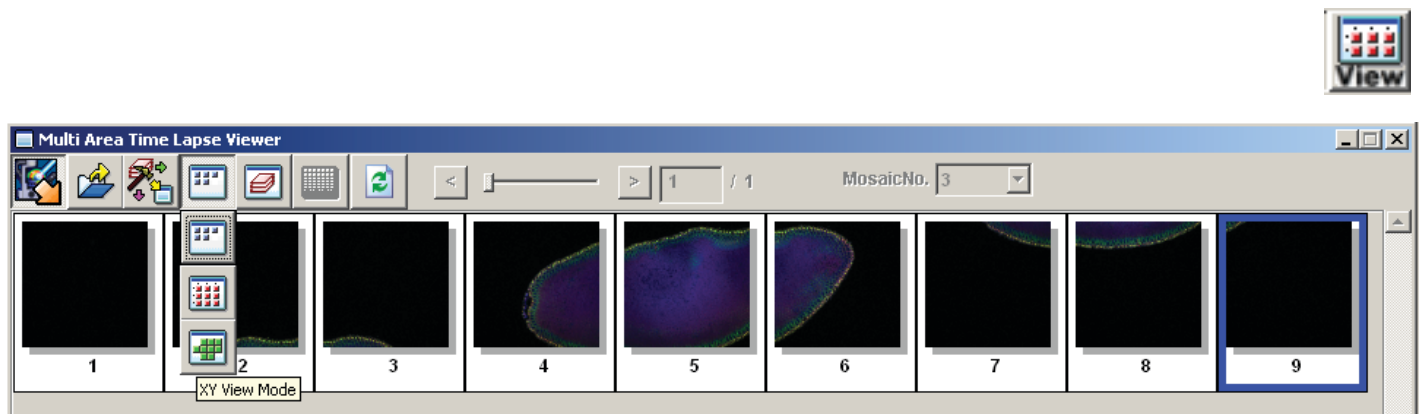 View
Multi Area Time Lapse Viewer
< > 1 / 1 MosaicNo. 3
1 2 3 4 5 6 7 8 9
XY View Mode